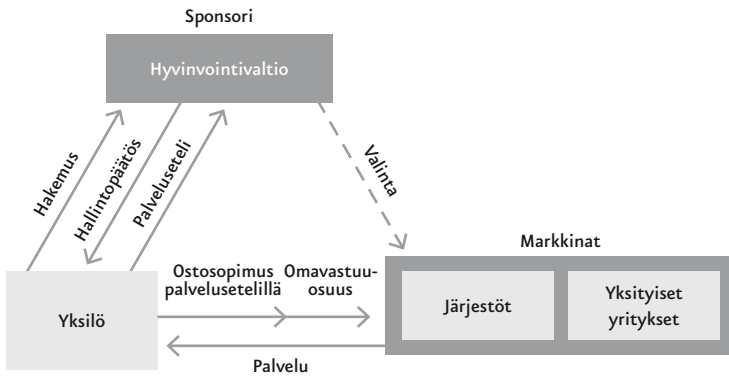 Sponsori
Hyvinvointivaltio
Hakemus
Hallintopäätös
Palveluseteli
Valinta
Markkinat
Järjestöt
Yksityiset
yritykset
Yksilö
Ostosopimus
palvelusetelillä
Omavastuu-
osuus
Palvelu